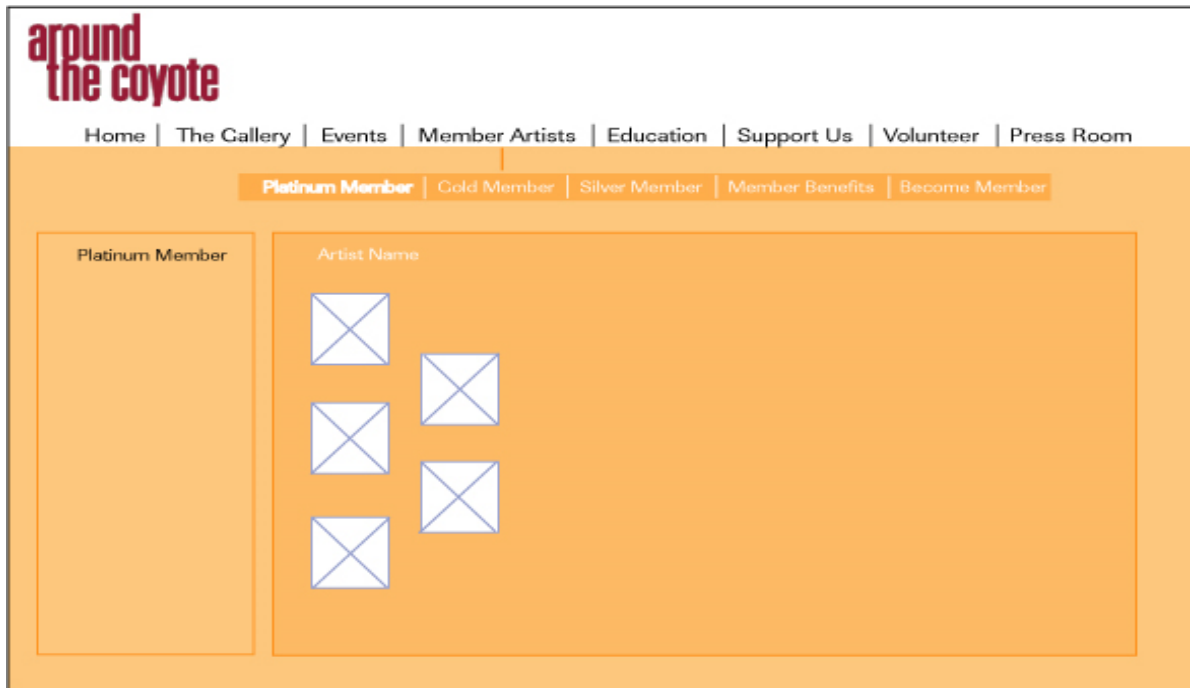 around
the coyote
Home | The Gallery | Events | Member Artists | Education | Support Us | Volunteer | Press Room
Platinum Member | Gold Member | Silver Member | Member Benefits | Become Member
Platinum Member
Artist Name